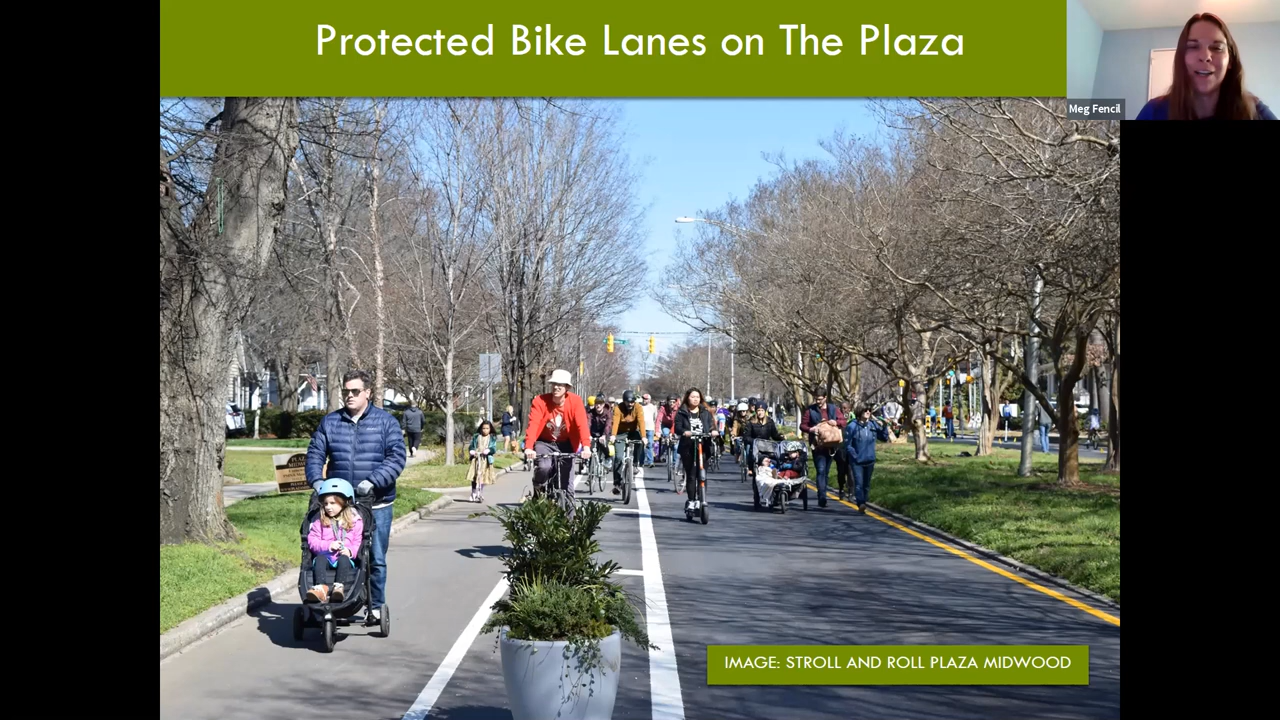 Protected Bike Lanes on The Plaza
Meg Fencil
IMAGE: STROLL AND ROLL PLAZA MIDWOOD